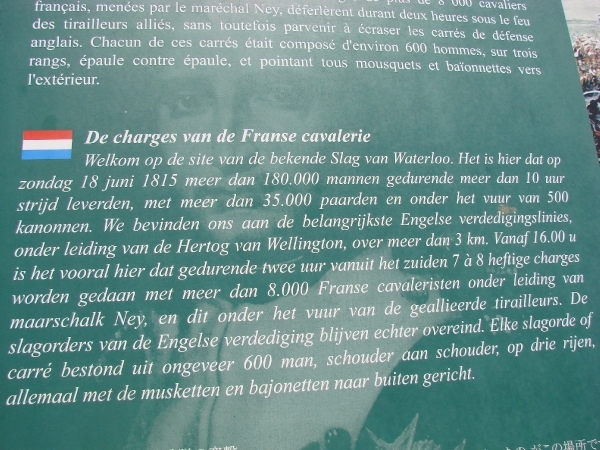 plus de 8 000 cavaliers
français, menées par le maréchal Ney, déferlèrent durant deux heures sous le feu
des tirailleurs alliés, sans toutefois parvenir à écraser les carrés de défense
anglais. Chacun de ces carrés était composé d'environ 600 hommes, sur trois
rangs, épaule contre épaule, et pointant tous mousquets et baïonnettes vers
l'extérieur.
De charges van de Franse cavalerie
Welkom op de site van de bekende Slag van Waterloo. Het is hier dat op
zondag 18 juni 1815 meer dan 180.000 mannen gedurende meer dan 10 uur
strijd leverden, met meer dan 35.000 paarden en onder het vuur van 500
kanonnen. We bevinden ons aan de belangrijkste Engelse verdedigingslinies,
onder leiding van de Hertog van Wellington, over meer dan 3 km. Vanaf 16.00 u
is het vooral hier dat gedurende twee uur vanuit het zuiden 7 à 8 heftige charges
worden gedaan met meer dan 8.000 Franse cavaleristen onder leiding van
maarschalk Ney, en dit onder het vuur van de geallieerde tirailleurs. De
slagorders van de Engelse verdediging blijven echter overeind. Elke slagorde of
carré bestond uit ongeveer 600 man, schouder aan schouder, op drie rijen,
allemaal met de musketten en bajonetten naar buiten gericht.